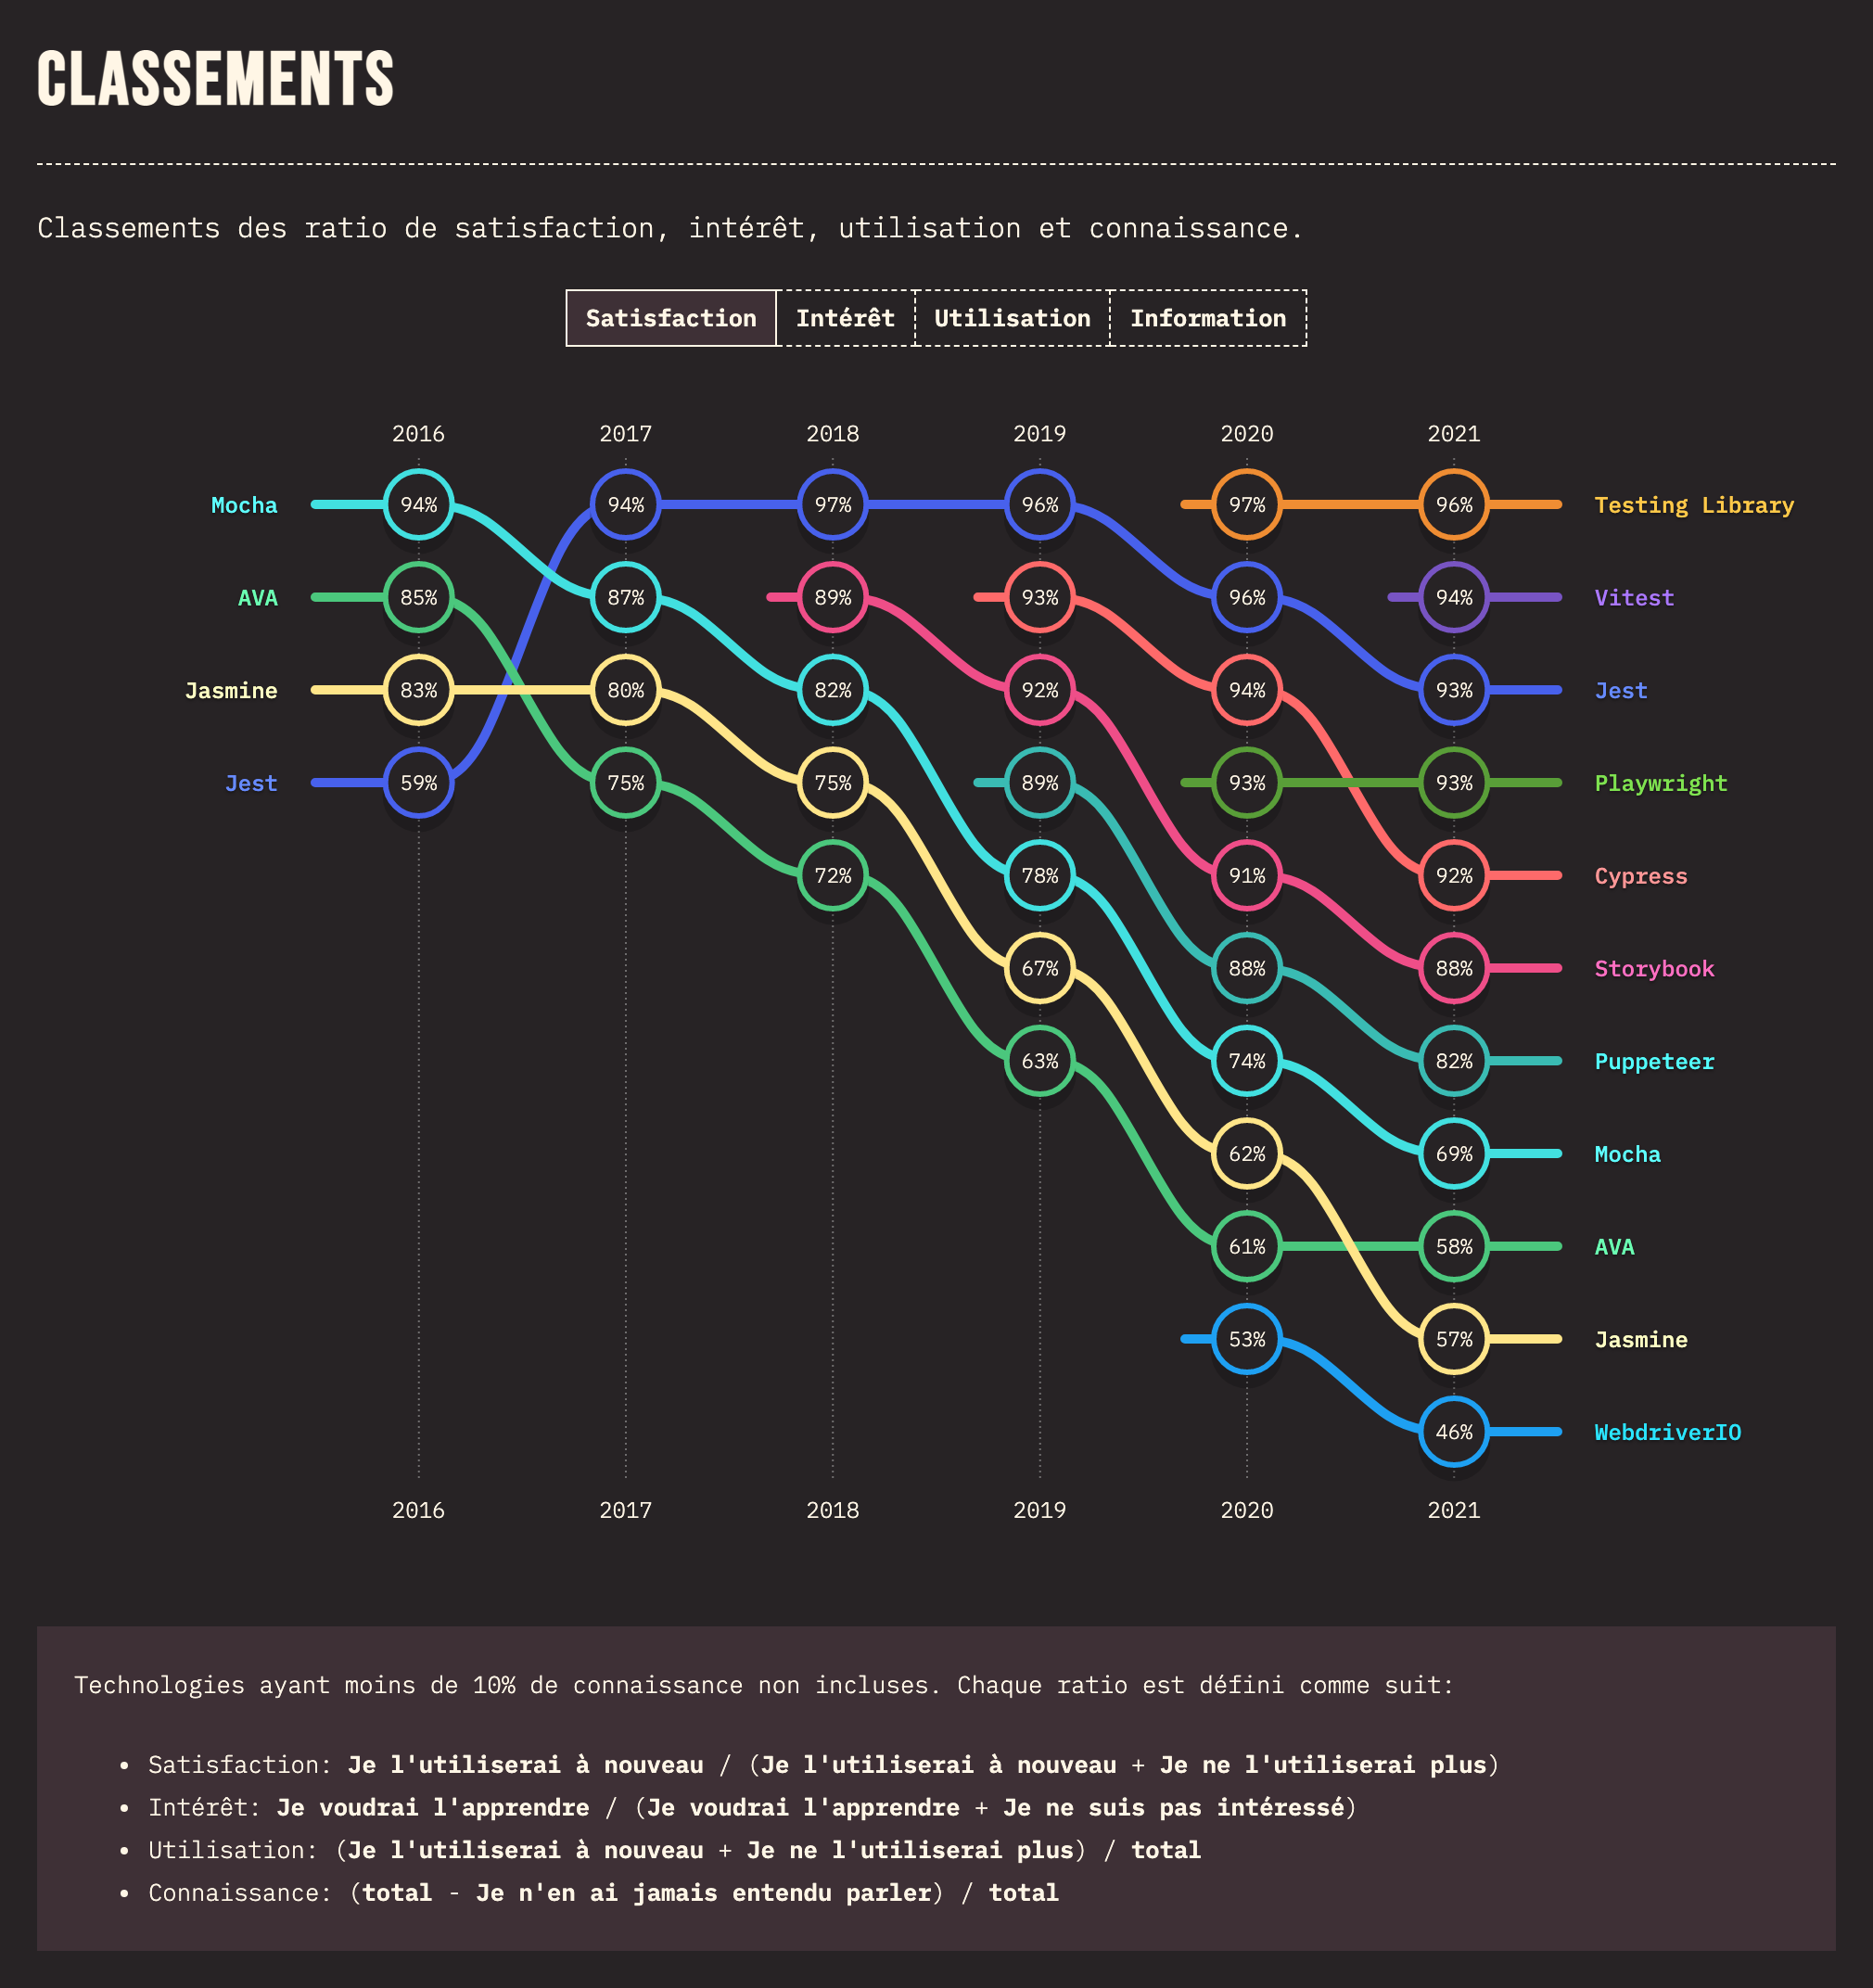 CLASSEMENTS
Classements des ratio de satisfaction, intérêt, utilisation et connaissance.
Satisfaction Intérêt Utilisation Information
2016 2017 2018 2019 2020 2021
Mocha 94% 94% 97% 96% 97% 96% Testing Library
AVA 85% 87% 89% 93% 96% 94% Vitest
Jasmine 83% 80% 82% 92% 94% 93% Jest
Jest 59% 75% 75% 89% 93% 93% Playwright
72% 78% 91% 92% Cypress
67% 88% 88% Storybook
63% 74% 82% Puppeteer
62% 69% Mocha
61% 58% AVA
53% 57% Jasmine
46% WebdriverIO
2016 2017 2018 2019 2020 2021
Technologies ayant moins de 10% de connaissance non incluses. Chaque ratio est défini comme suit:
• Satisfaction: Je l'utiliserai à nouveau / (Je l'utiliserai à nouveau + Je ne l'utiliserai plus)
• Intérêt: Je voudrai l'apprendre / (Je voudrai l'apprendre + Je ne suis pas intéressé)
• Utilisation: (Je l'utiliserai à nouveau + Je ne l'utiliserai plus) / total
• Connaissance: (total - Je n'en ai jamais entendu parler) / total